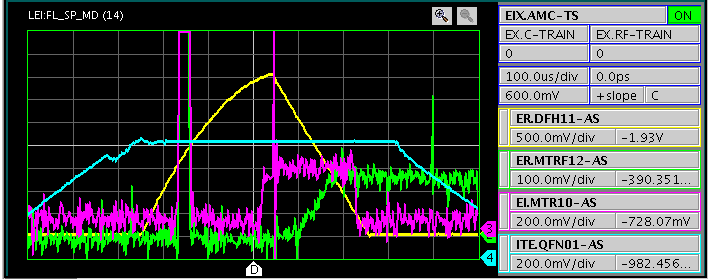 LEI:FL_SP_MD (14)
EIX.AMC-TS ON
EX.C-TRAIN EX.RF-TRAIN
0 0
100.0us/div 0.0ps
600.0mV +slope C
ER.DFH11-AS
500.0mV/div -1.93V
ER.MTRF12-AS
100.0mV/div -390.351...
EI.MTR10-AS
200.0mV/div -728.07mV
ITE.QFN01-AS
200.0mV/div -982.456...
3
4
D